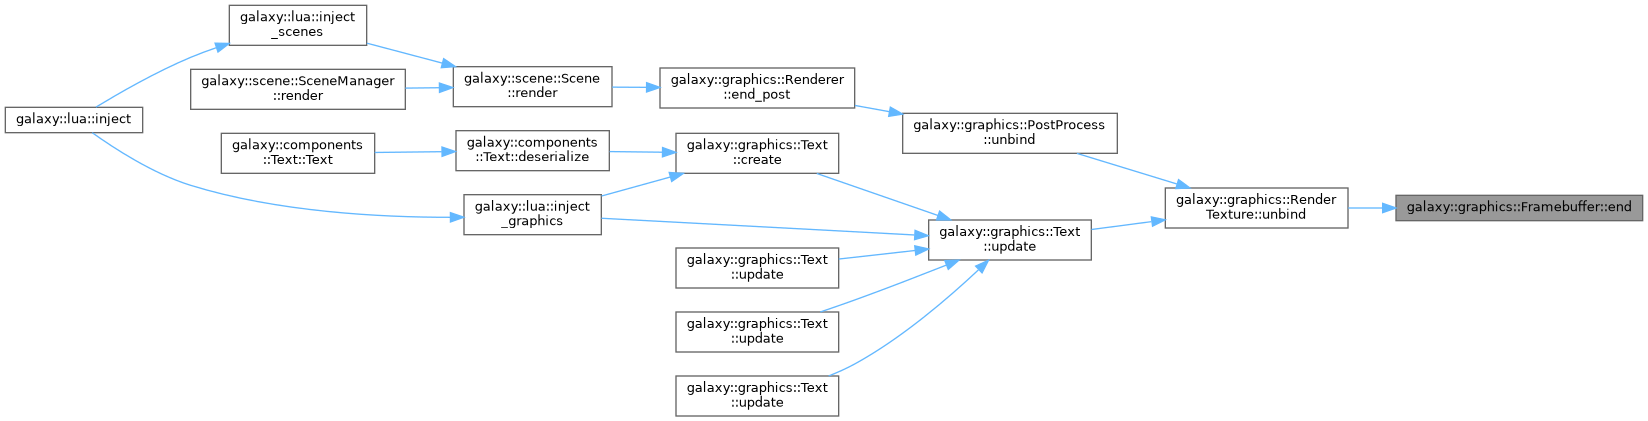 galaxy::lua::inject
_scenes
galaxy::scene::SceneManager
::render
galaxy::scene::Scene
::render
galaxy::graphics::Renderer
::end_post
galaxy::lua::inject
galaxy::graphics::PostProcess
::unbind
galaxy::components
::Text::Text
galaxy::components
::Text::deserialize
galaxy::graphics::Text
::create
galaxy::lua::inject
_graphics
galaxy::graphics::Render
Texture::unbind
galaxy::graphics::Framebuffer::end
galaxy::graphics::Text
::update
galaxy::graphics::Text
::update
galaxy::graphics::Text
::update
galaxy::graphics::Text
::update